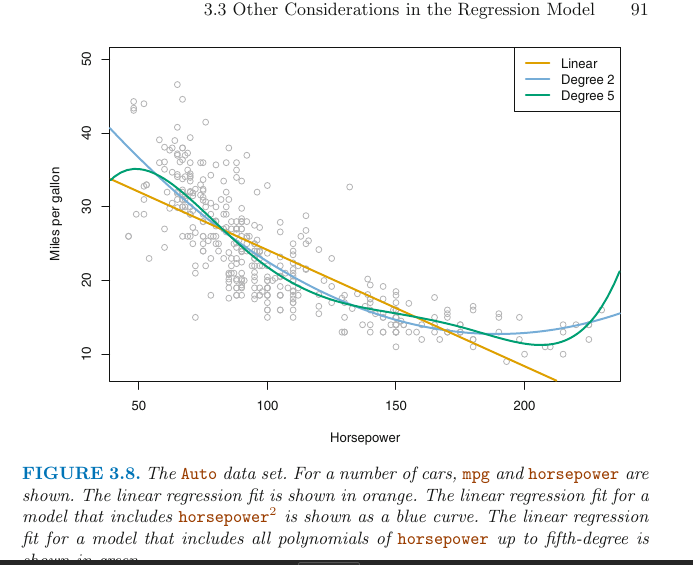 3.3 Other Considerations in the Regression Model 91
50
40
30
20
10
Miles per gallon
Linear
Degree 2
Degree 5
50 100 150 200
Horsepower
FIGURE 3.8. The Auto data set. For a number of cars, mpg and horsepower are
shown. The linear regression fit is shown in orange. The linear regression fit for a
model that includes horsepower² is shown as a blue curve. The linear regression
fit for a model that includes all polynomials of horsepower up to fifth-degree is
shown in green.